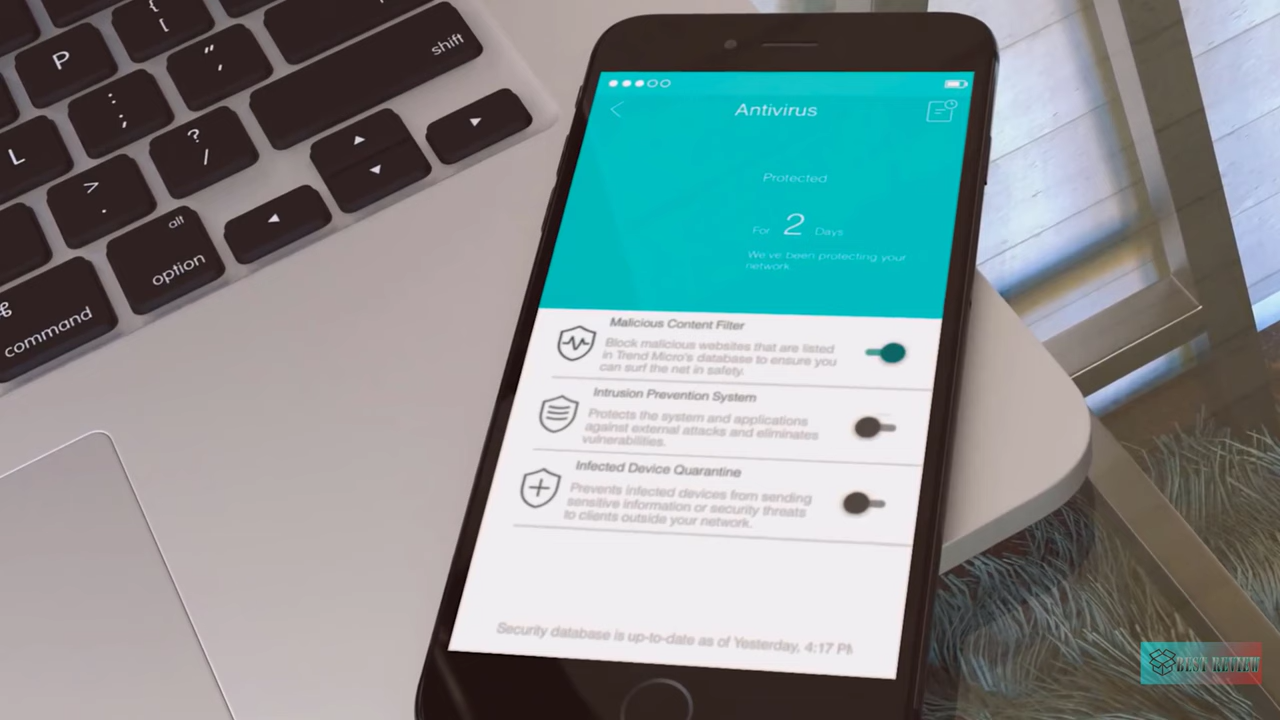 P
{
[
"
,
shift
:
;
?
/
L
>
.
alt
option
⌘
command
Antivirus
Protected
For 2 Days
We've been protecting your
network.
Malicious Content Filter
Block malicious websites that are listed
in Trend Micro's database to ensure you
can surf the net in safety.
Intrusion Prevention System
Protects the system and applications
against external attacks and eliminates
vulnerabilities.
Infected Device Quarantine
Prevents infected devices from sending
sensitive information or security threats
to clients outside your network.
Security database is up-to-date as of Yesterday, 4:17 PM
BEST REVIEW